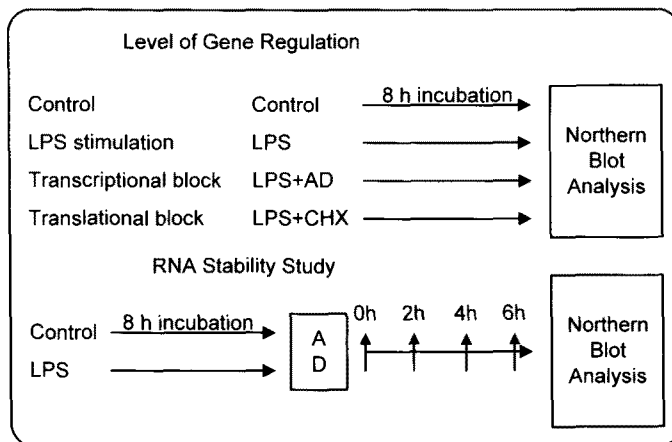 Level of Gene Regulation
Control Control 8 h incubation
LPS stimulation LPS
Transcriptional block LPS+AD
Translational block LPS+CHX
Northern
Blot
Analysis
RNA Stability Study
Control 8 h incubation
LPS
A
D
0h 2h 4h 6h
Northern
Blot
Analysis